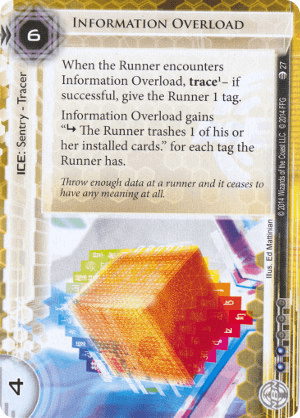 INFORMATION OVERLOAD
6
ICE: Sentry - Tracer
When the Runner encounters
Information Overload, trace¹– if
successful, give the Runner 1 tag.
Information Overload gains
“↳ The Runner trashes 1 of his or
her installed cards.” for each tag the
Runner has.
Throw enough data at a runner and it ceases to
have any meaning at all.
4
Illus. Ed Mattinian
© 2014 Wizards of the Coast LLC. © 2014 FFG
27